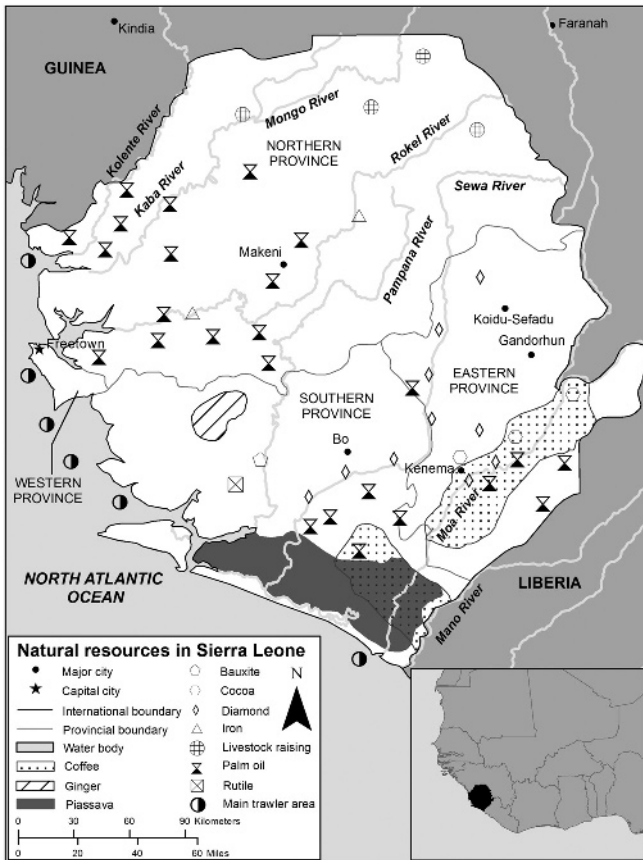 Kindia
Faranah
GUINEA
Kolente River
Mongo River
Kaba River
NORTHERN
PROVINCE
Rokel River
Sewa River
Pampana River
Makeni
Koidu-Sefadu
Gandorhun
Freetown
EASTERN
PROVINCE
SOUTHERN
PROVINCE
Bo
Kenema
WESTERN
PROVINCE
Moa River
NORTH ATLANTIC
OCEAN
LIBERIA
Mano River
Natural resources in Sierra Leone
Major city
Capital city
International boundary
Provincial boundary
Water body
Coffee
Ginger
Piassava
Bauxite
Cocoa
Diamond
Iron
Livestock raising
Palm oil
Rutile
Main trawler area
N
0 30 60 90 Kilometers
0 30 60 Miles